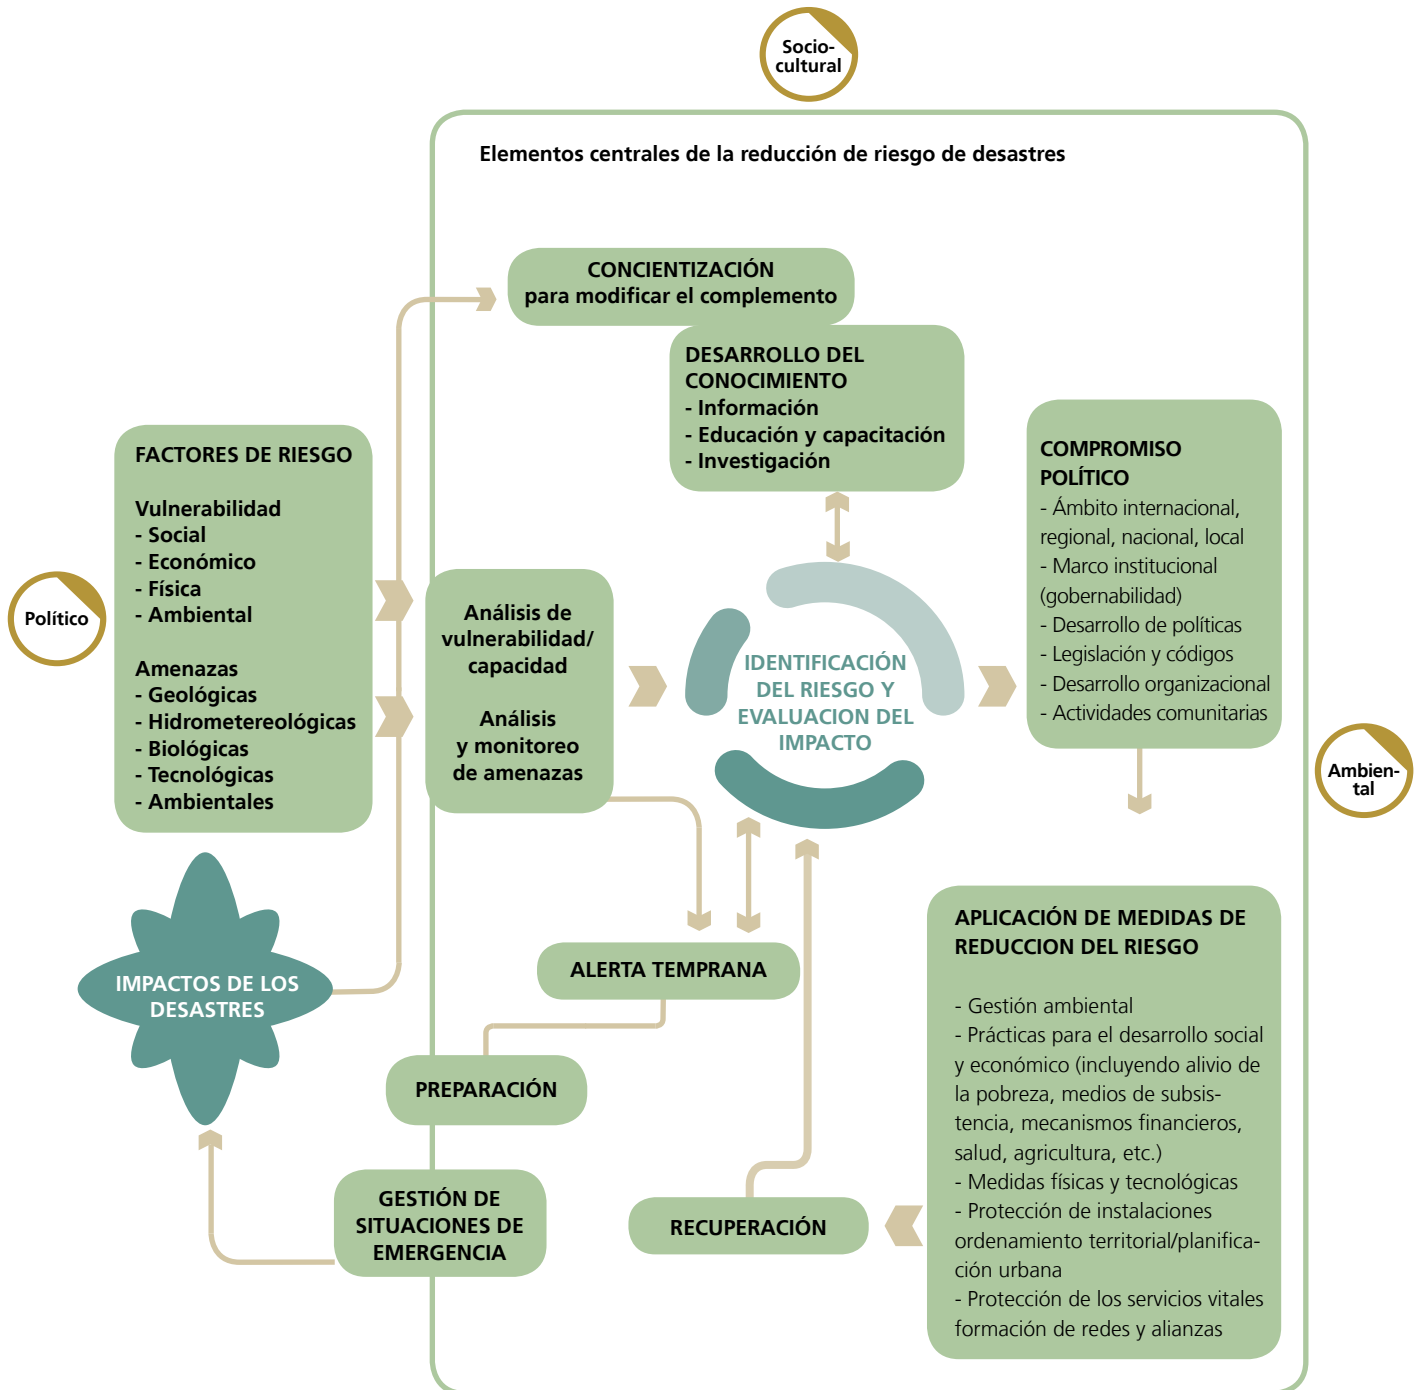 Socio-
cultural
Elementos centrales de la reducción de riesgo de desastres
CONCIENTIZACIÓN
para modificar el complemento
DESARROLLO DEL
CONOCIMIENTO
- Información
- Educación y capacitación
- Investigación
FACTORES DE RIESGO
Vulnerabilidad
- Social
- Económico
- Física
- Ambiental
Amenazas
- Geológicas
- Hidrometereológicas
- Biológicas
- Tecnológicas
- Ambientales
Político
Análisis de
vulnerabilidad/
capacidad
Análisis
y monitoreo
de amenazas
IDENTIFICACIÓN
DEL RIESGO Y
EVALUACION DEL
IMPACTO
COMPROMISO
POLÍTICO
- Ámbito internacional,
regional, nacional, local
- Marco institucional
(gobernabilidad)
- Desarrollo de políticas
- Legislación y códigos
- Desarrollo organizacional
- Actividades comunitarias
Ambien-
tal
IMPACTOS DE LOS
DESASTRES
ALERTA TEMPRANA
PREPARACIÓN
GESTIÓN DE
SITUACIONES DE
EMERGENCIA
RECUPERACIÓN
APLICACIÓN DE MEDIDAS DE
REDUCCION DEL RIESGO
- Gestión ambiental
- Prácticas para el desarrollo social
y económico (incluyendo alivio de
la pobreza, medios de subsis-
tencia, mecanismos financieros,
salud, agricultura, etc.)
- Medidas físicas y tecnológicas
- Protección de instalaciones
ordenamiento territorial/planifica-
ción urbana
- Protección de los servicios vitales
formación de redes y alianzas